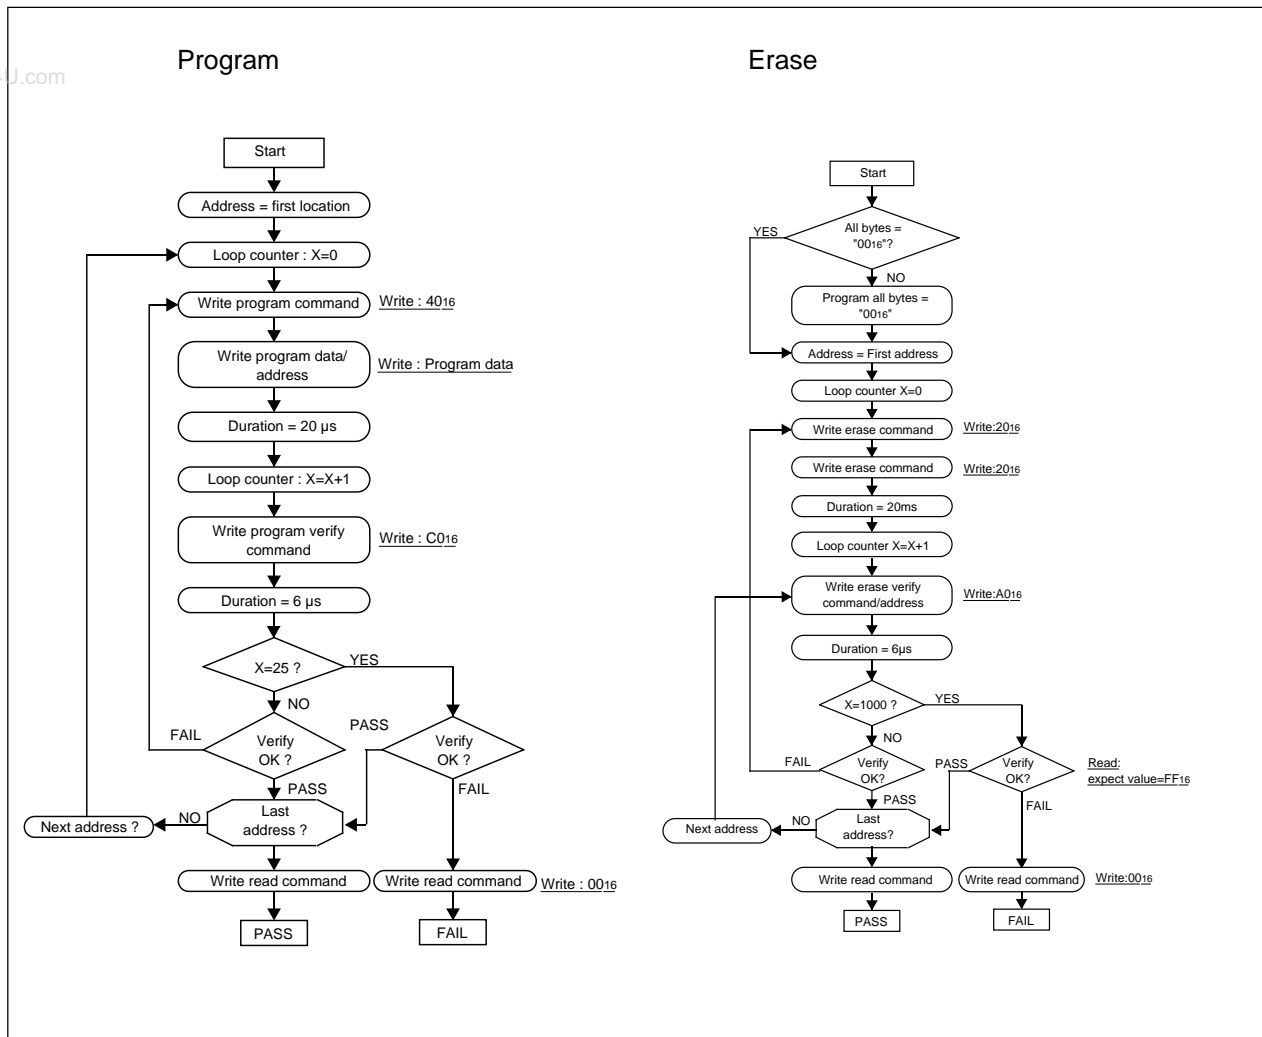 U.com
Program
Start
Address = first location
Loop counter : X=0
Write program command
Write : 4016
Write program data/
address
Write : Program data
Duration = 20 µs
Loop counter : X=X+1
Write program verify
command
Write : C016
Duration = 6 µs
X=25 ?
YES
NO
Verify
OK ?
FAIL
PASS
Verify
OK ?
PASS
FAIL
Last
address ?
NO
Next address ?
Write read command
Write read command
Write : 0016
PASS
FAIL
Erase
Start
All bytes =
"0016"?
YES
NO
Program all bytes =
"0016"
Address = First address
Loop counter X=0
Write erase command
Write:2016
Write erase command
Write:2016
Duration = 20ms
Loop counter X=X+1
Write erase verify
command/address
Write:A016
Duration = 6µs
X=1000 ?
YES
NO
Verify
OK?
FAIL
PASS
Verify
OK?
PASS
FAIL
Read:
expect value=FF16
Last
address?
NO
Next address
Write read command
Write read command
Write:0016
PASS
FAIL